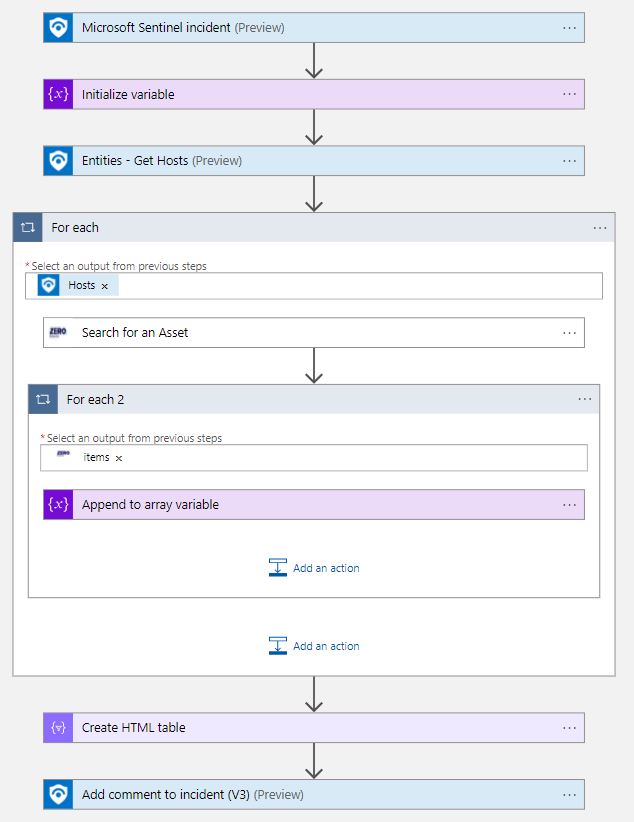 Microsoft Sentinel incident (Preview)
{x} Initialize variable
Entities - Get Hosts (Preview)
For each
* Select an output from previous steps
Hosts ×
ZERO Search for an Asset
For each 2
* Select an output from previous steps
ZERO items ×
{x} Append to array variable
Add an action
Add an action
Create HTML table
Add comment to incident (V3) (Preview)